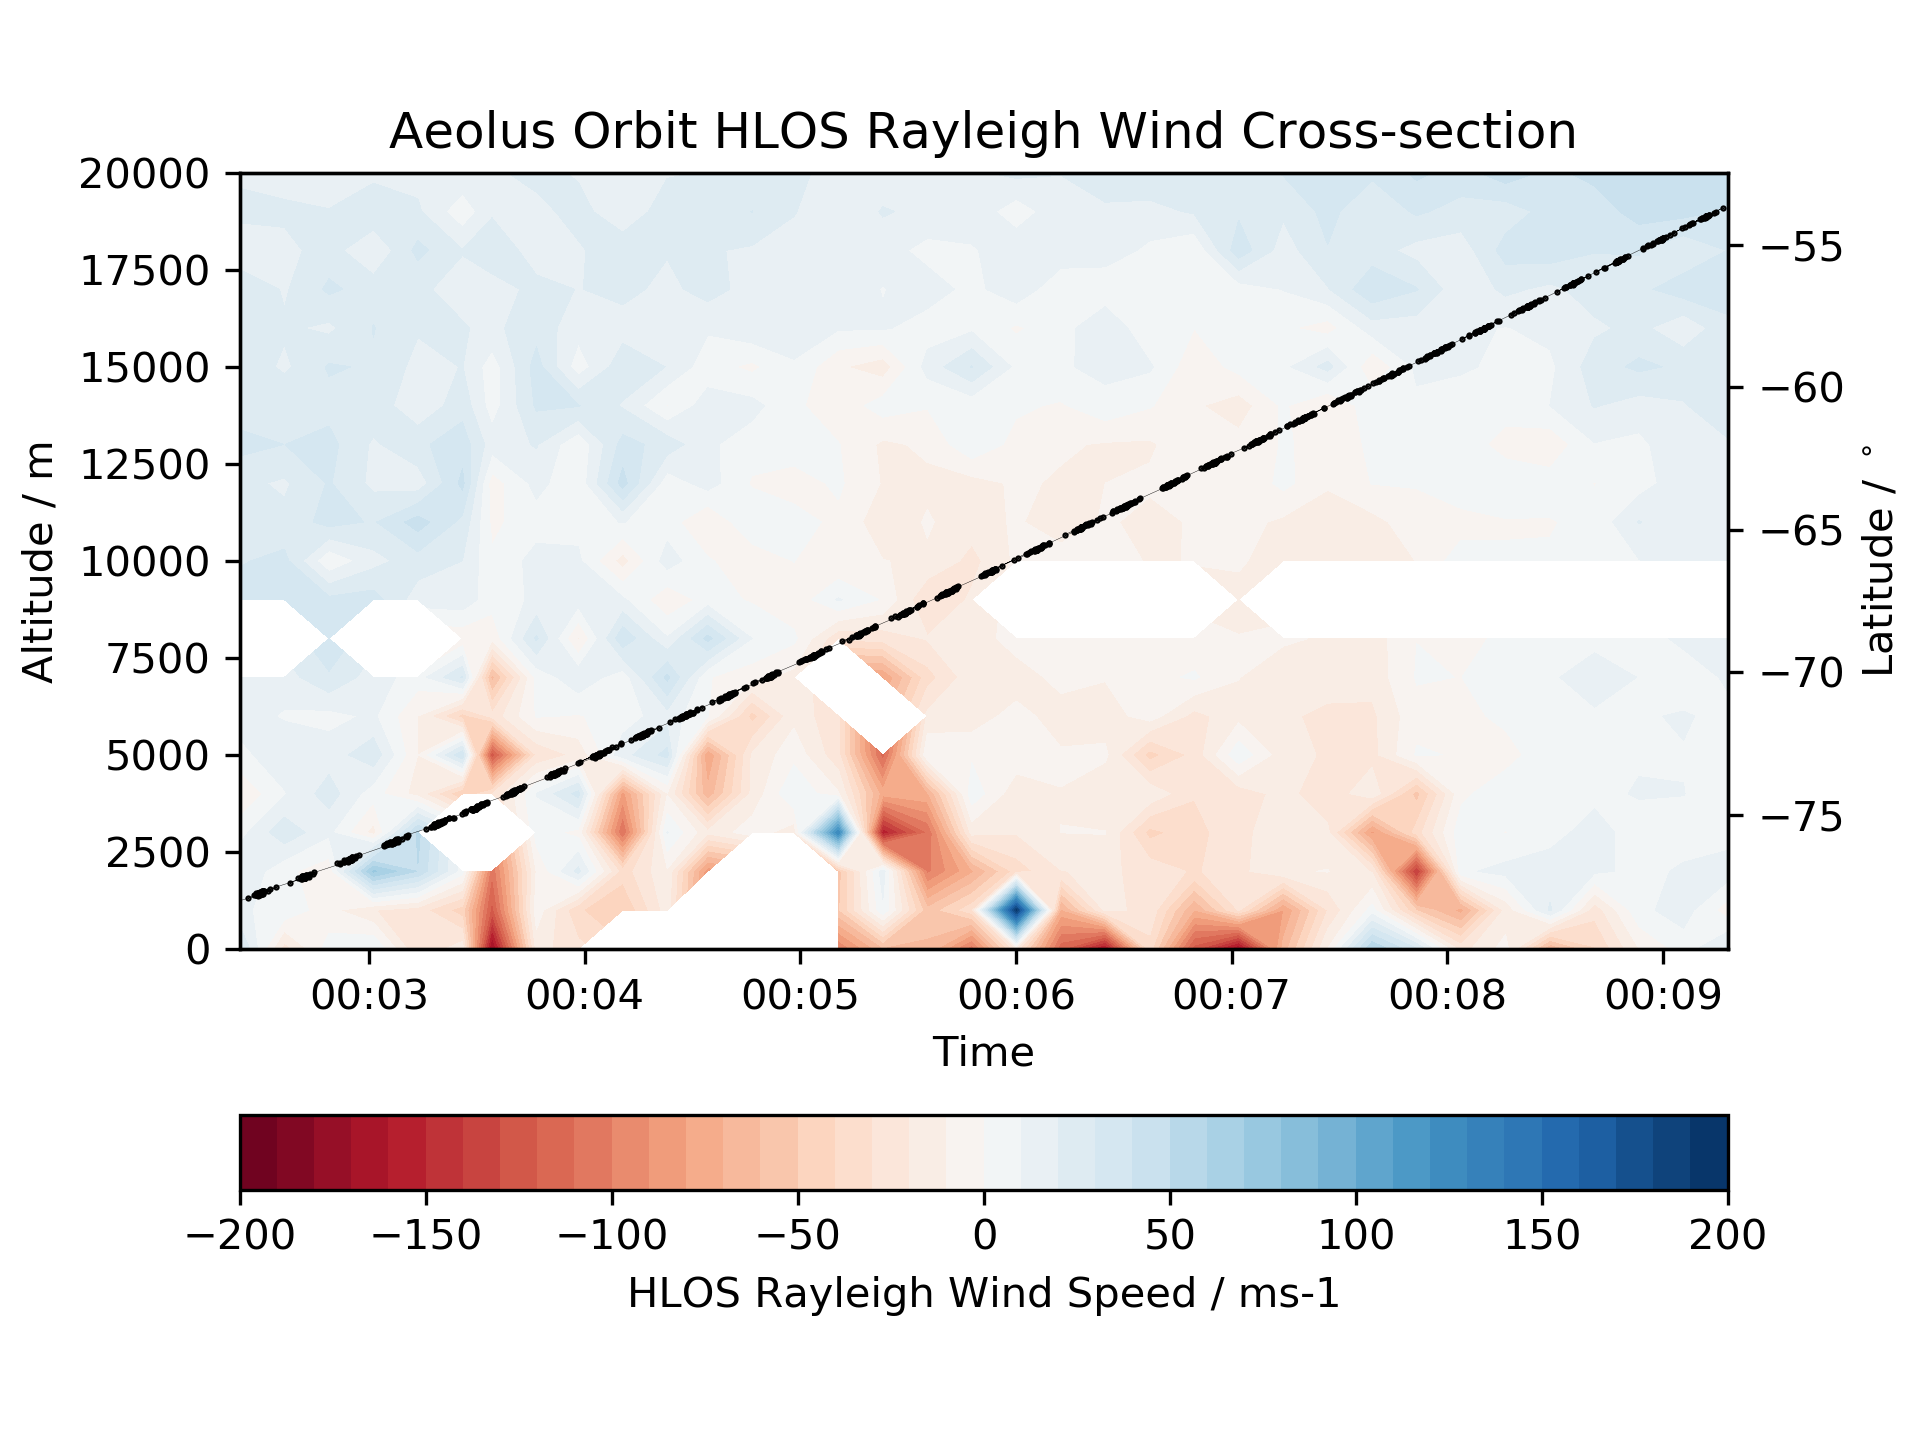 Aeolus Orbit HLOS Rayleigh Wind Cross-section
20000
17500
15000
12500
10000
7500
5000
2500
0
Altitude / m
−55
−60
−65
−70
−75
Latitude / °
00:03 00:04 00:05 00:06 00:07 00:08 00:09
Time
−200 −150 −100 −50 0 50 100 150 200
HLOS Rayleigh Wind Speed / ms-1